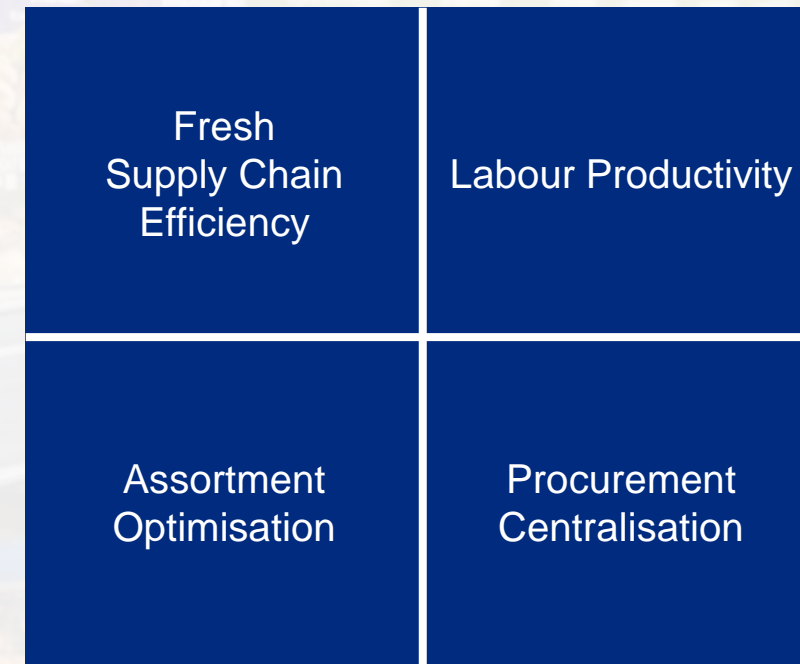 Fresh
Supply Chain
Efficiency
Labour Productivity
Assortment
Optimisation
Procurement
Centralisation